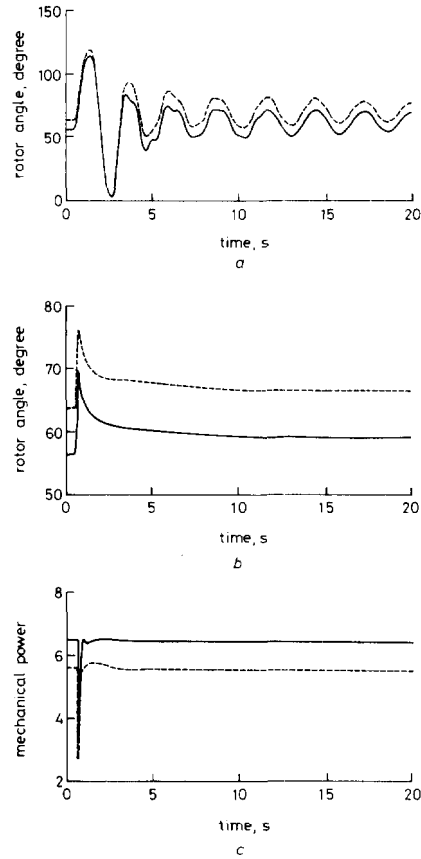 150
100
50
0
rotor angle, degree
0 5 10 15 20
time, s
a
80
70
60
50
rotor angle, degree
0 5 10 15 20
time, s
b
8
6
4
2
mechanical power
0 5 10 15 20
time, s
c